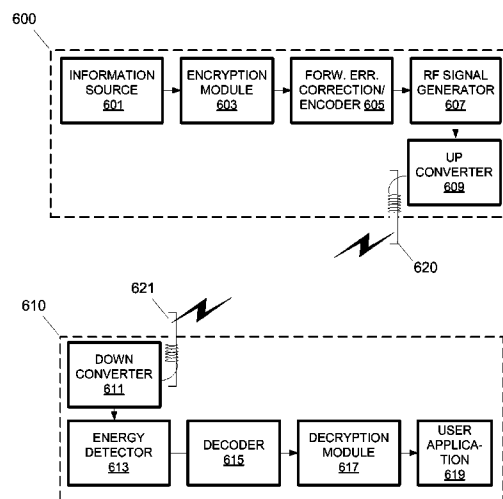 600
INFORMATION
SOURCE
601
ENCRYPTION
MODULE
603
FORW. ERR.
CORRECTION/
ENCODER 605
RF SIGNAL
GENERATOR
607
UP
CONVERTER
609
620
621
610
DOWN
CONVERTER
611
ENERGY
DETECTOR
613
DECODER
615
DECRYPTION
MODULE
617
USER
APPLICA-
TION
619